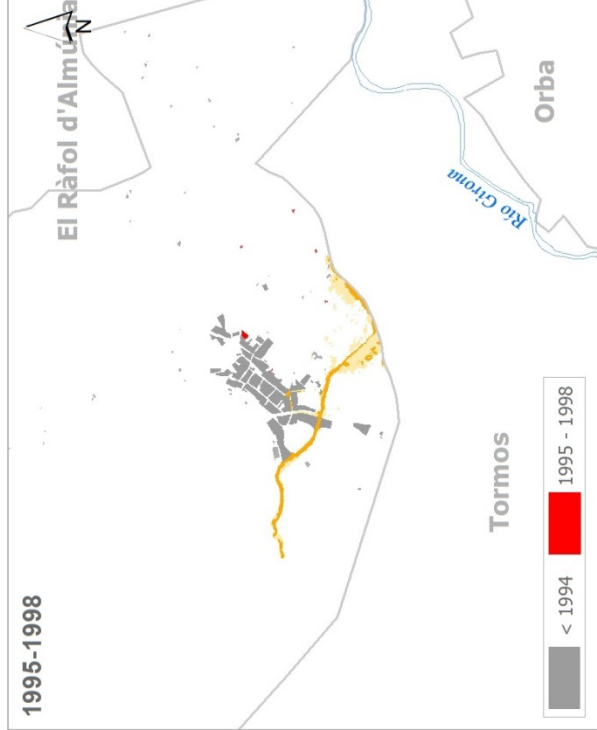 1995-1998
El Ràfol d'Almúnia
N
Río Girona
Orba
Tormos
< 1994
1995 - 1998